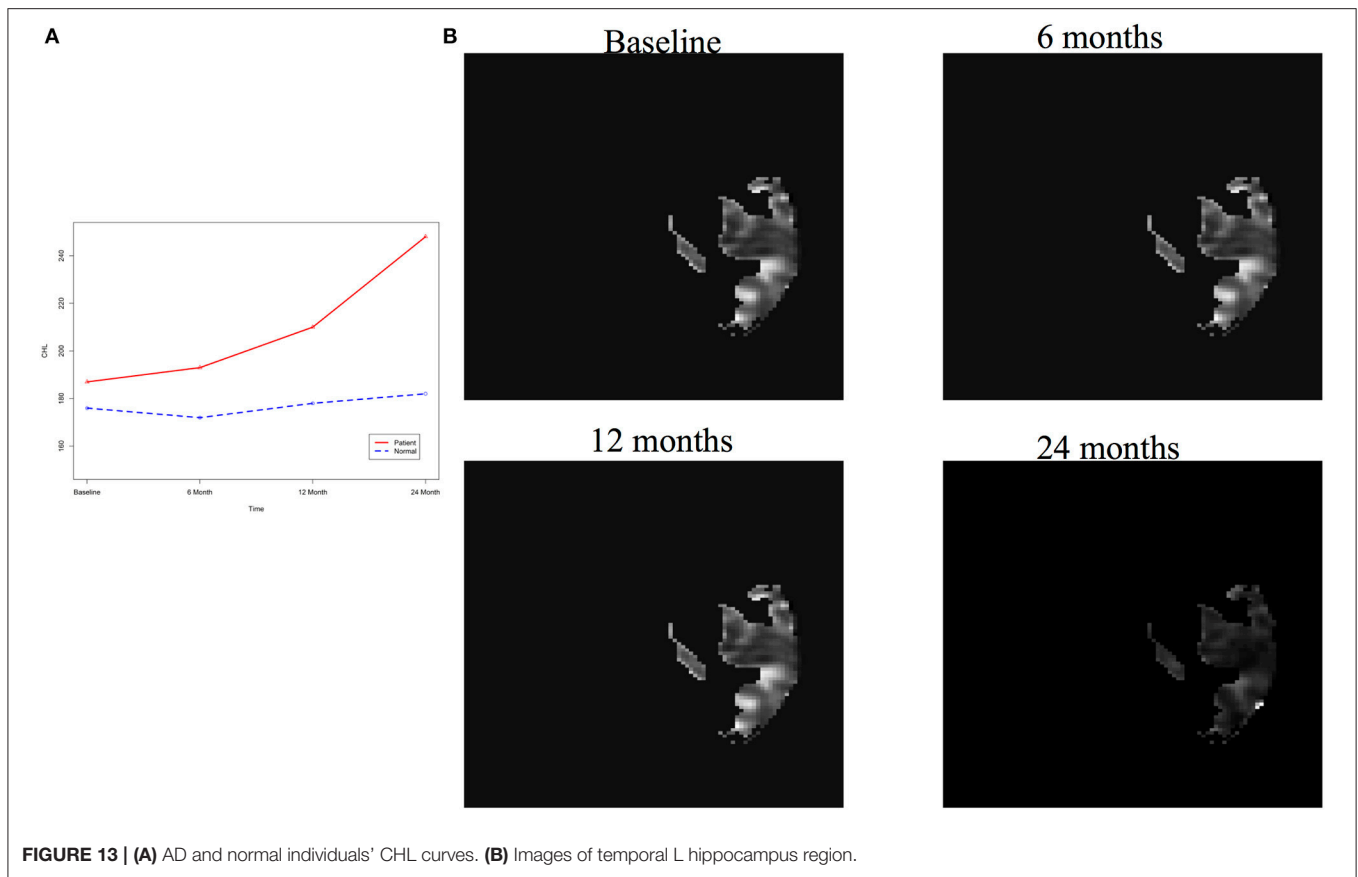 A
B
Baseline
6 months
CHL
240
220
200
180
160
Patient
Normal
Baseline
6 Month
12 Month
24 Month
Time
12 months
24 months
FIGURE 13 | (A) AD and normal individuals’ CHL curves. (B) Images of temporal L hippocampus region.